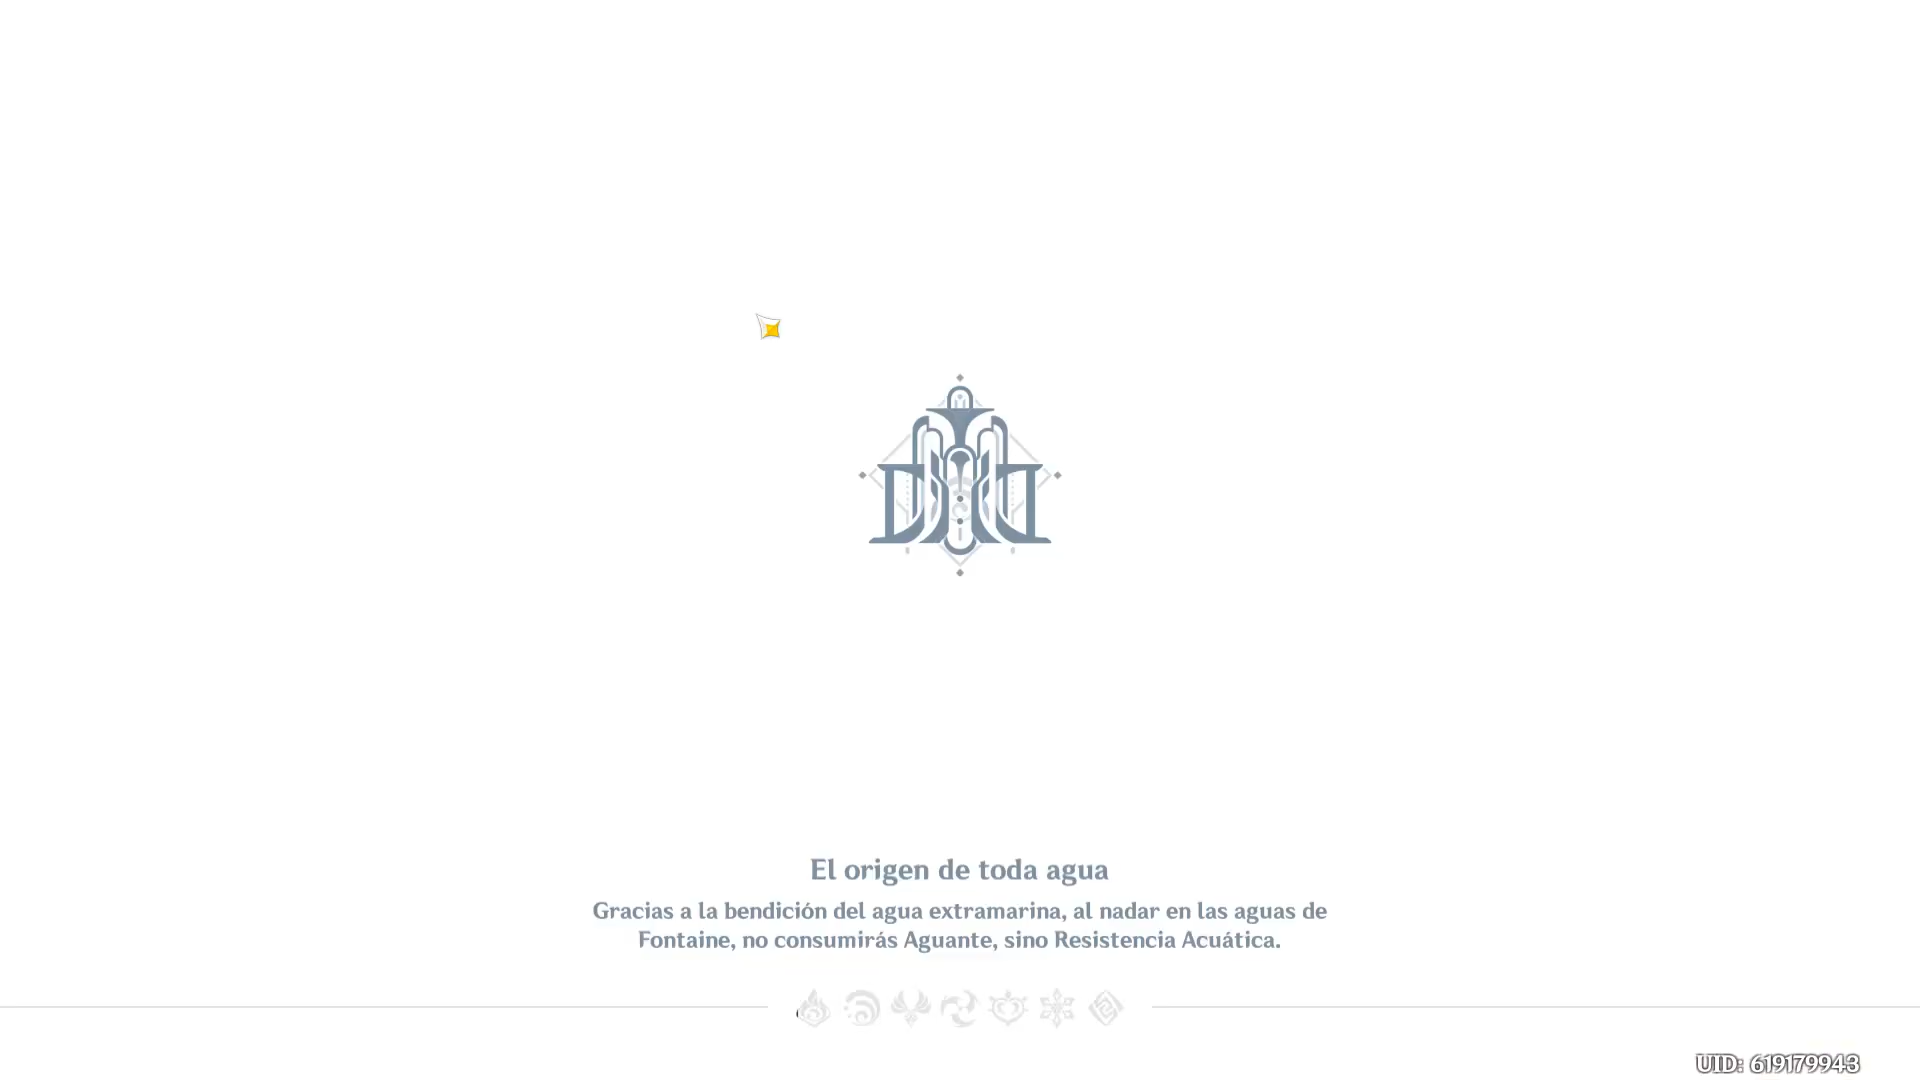 El origen de toda agua
Gracias a la bendición del agua extramarina, al nadar en las aguas de
Fontaine, no consumirás Aguante, sino Resistencia Acuática.
UID: 619179943